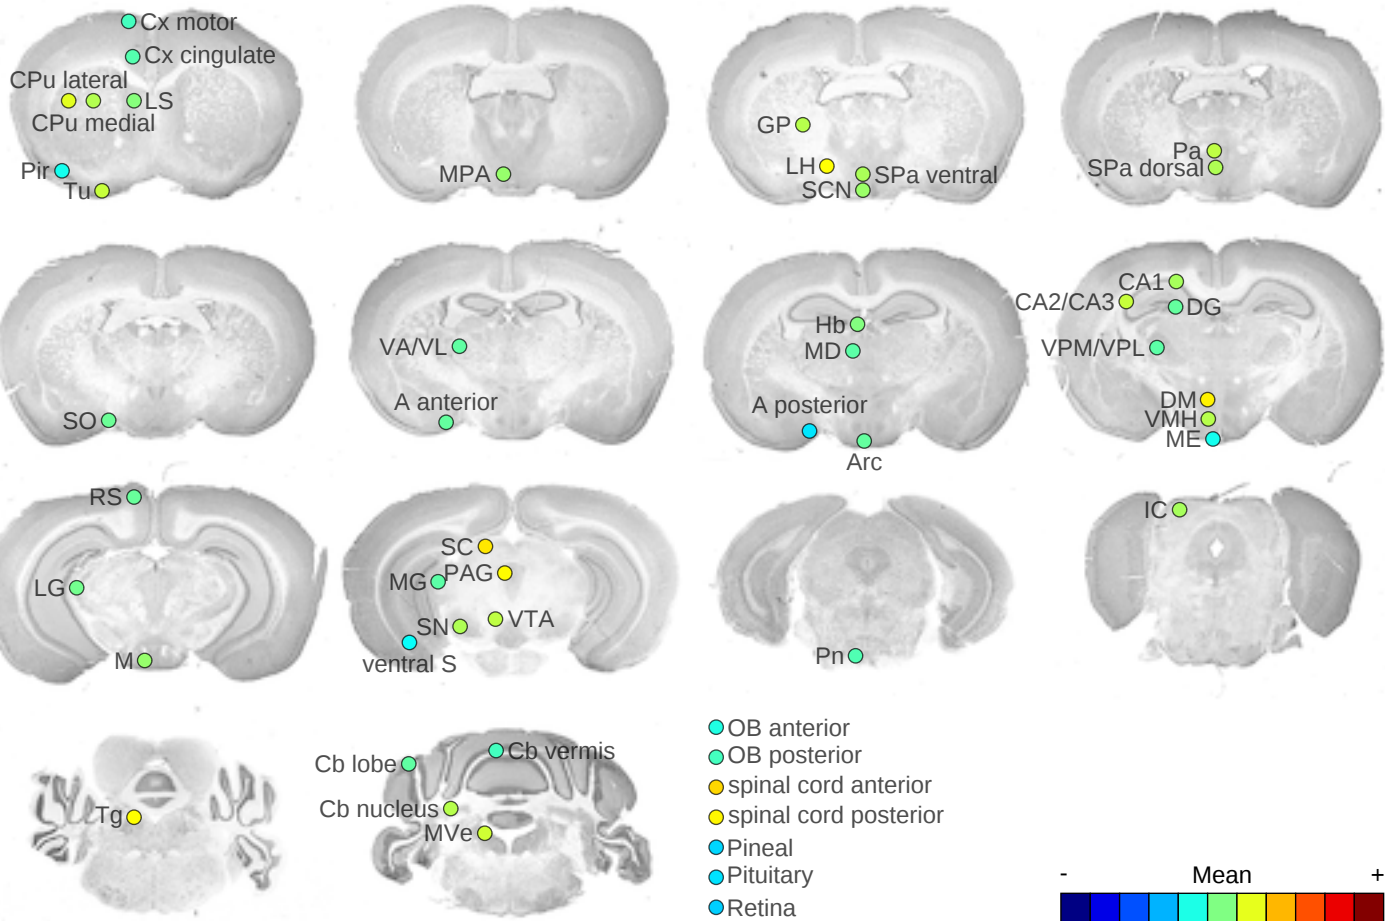 Cx motor
Cx cingulate
CPu lateral
LS
CPu medial
Pir
Tu
MPA
GP
LH
SPa ventral
SCN
Pa
SPa dorsal
SO
VA/VL
A anterior
Hb
MD
A posterior
Arc
CA1
CA2/CA3
DG
VPM/VPL
DM
VMH
ME
RS
LG
M
SC
PAG
MG
SN
VTA
ventral S
Pn
IC
Tg
Cb lobe
Cb vermis
Cb nucleus
MVe
OB anterior
OB posterior
spinal cord anterior
spinal cord posterior
Pineal
Pituitary
Retina
- Mean +